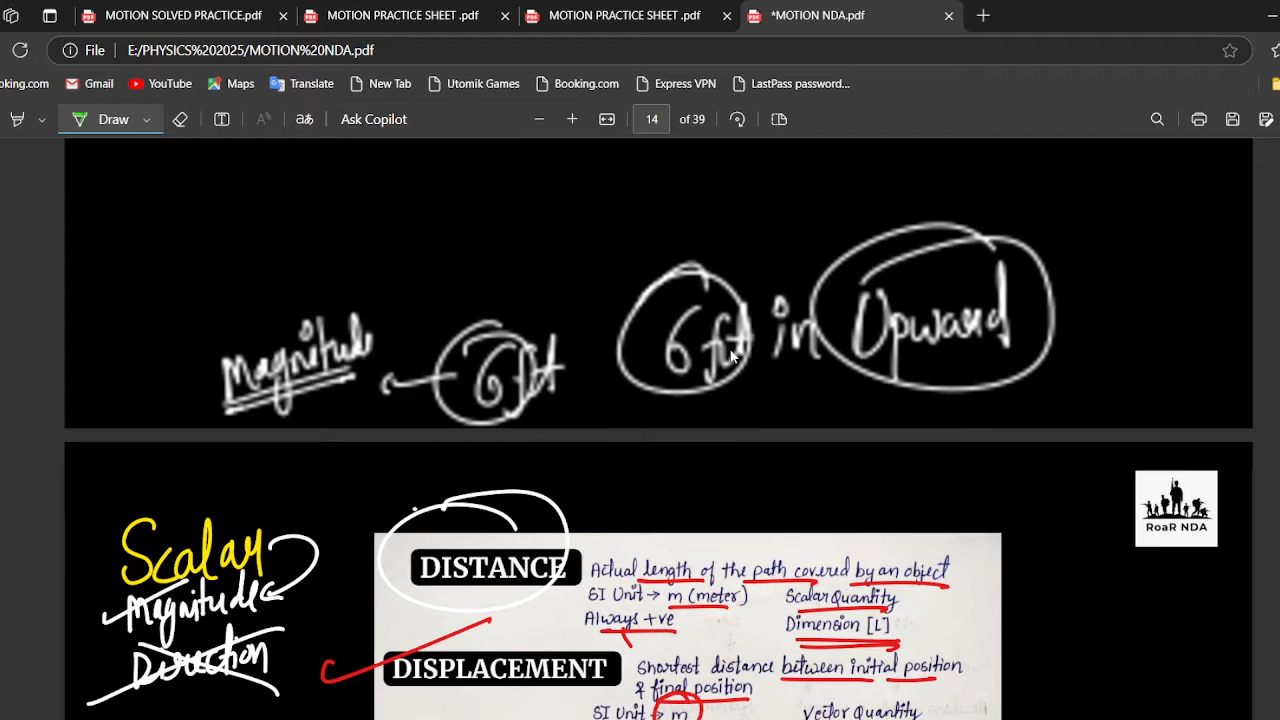 MOTION SOLVED PRACTICE.pdf
MOTION PRACTICE SHEET .pdf
MOTION PRACTICE SHEET .pdf
*MOTION NDA.pdf
File E:/PHYSICS%202025/MOTION%20NDA.pdf
oking.com Gmail YouTube Maps Translate New Tab Utomik Games Booking.com Express VPN LastPass password...
Draw Ask Copilot 14 of 39
Magnitude 6 fit 6 fit in Upward
RoaR NDA
Scalar
Magnitude
Direction
DISTANCE Actual length of the path covered by an object
SI Unit → m (meter) Scalar Quantity
Always +ve Dimension [L]
DISPLACEMENT Shortest distance between initial position
& final position
SI Unit → m Vector Quantity